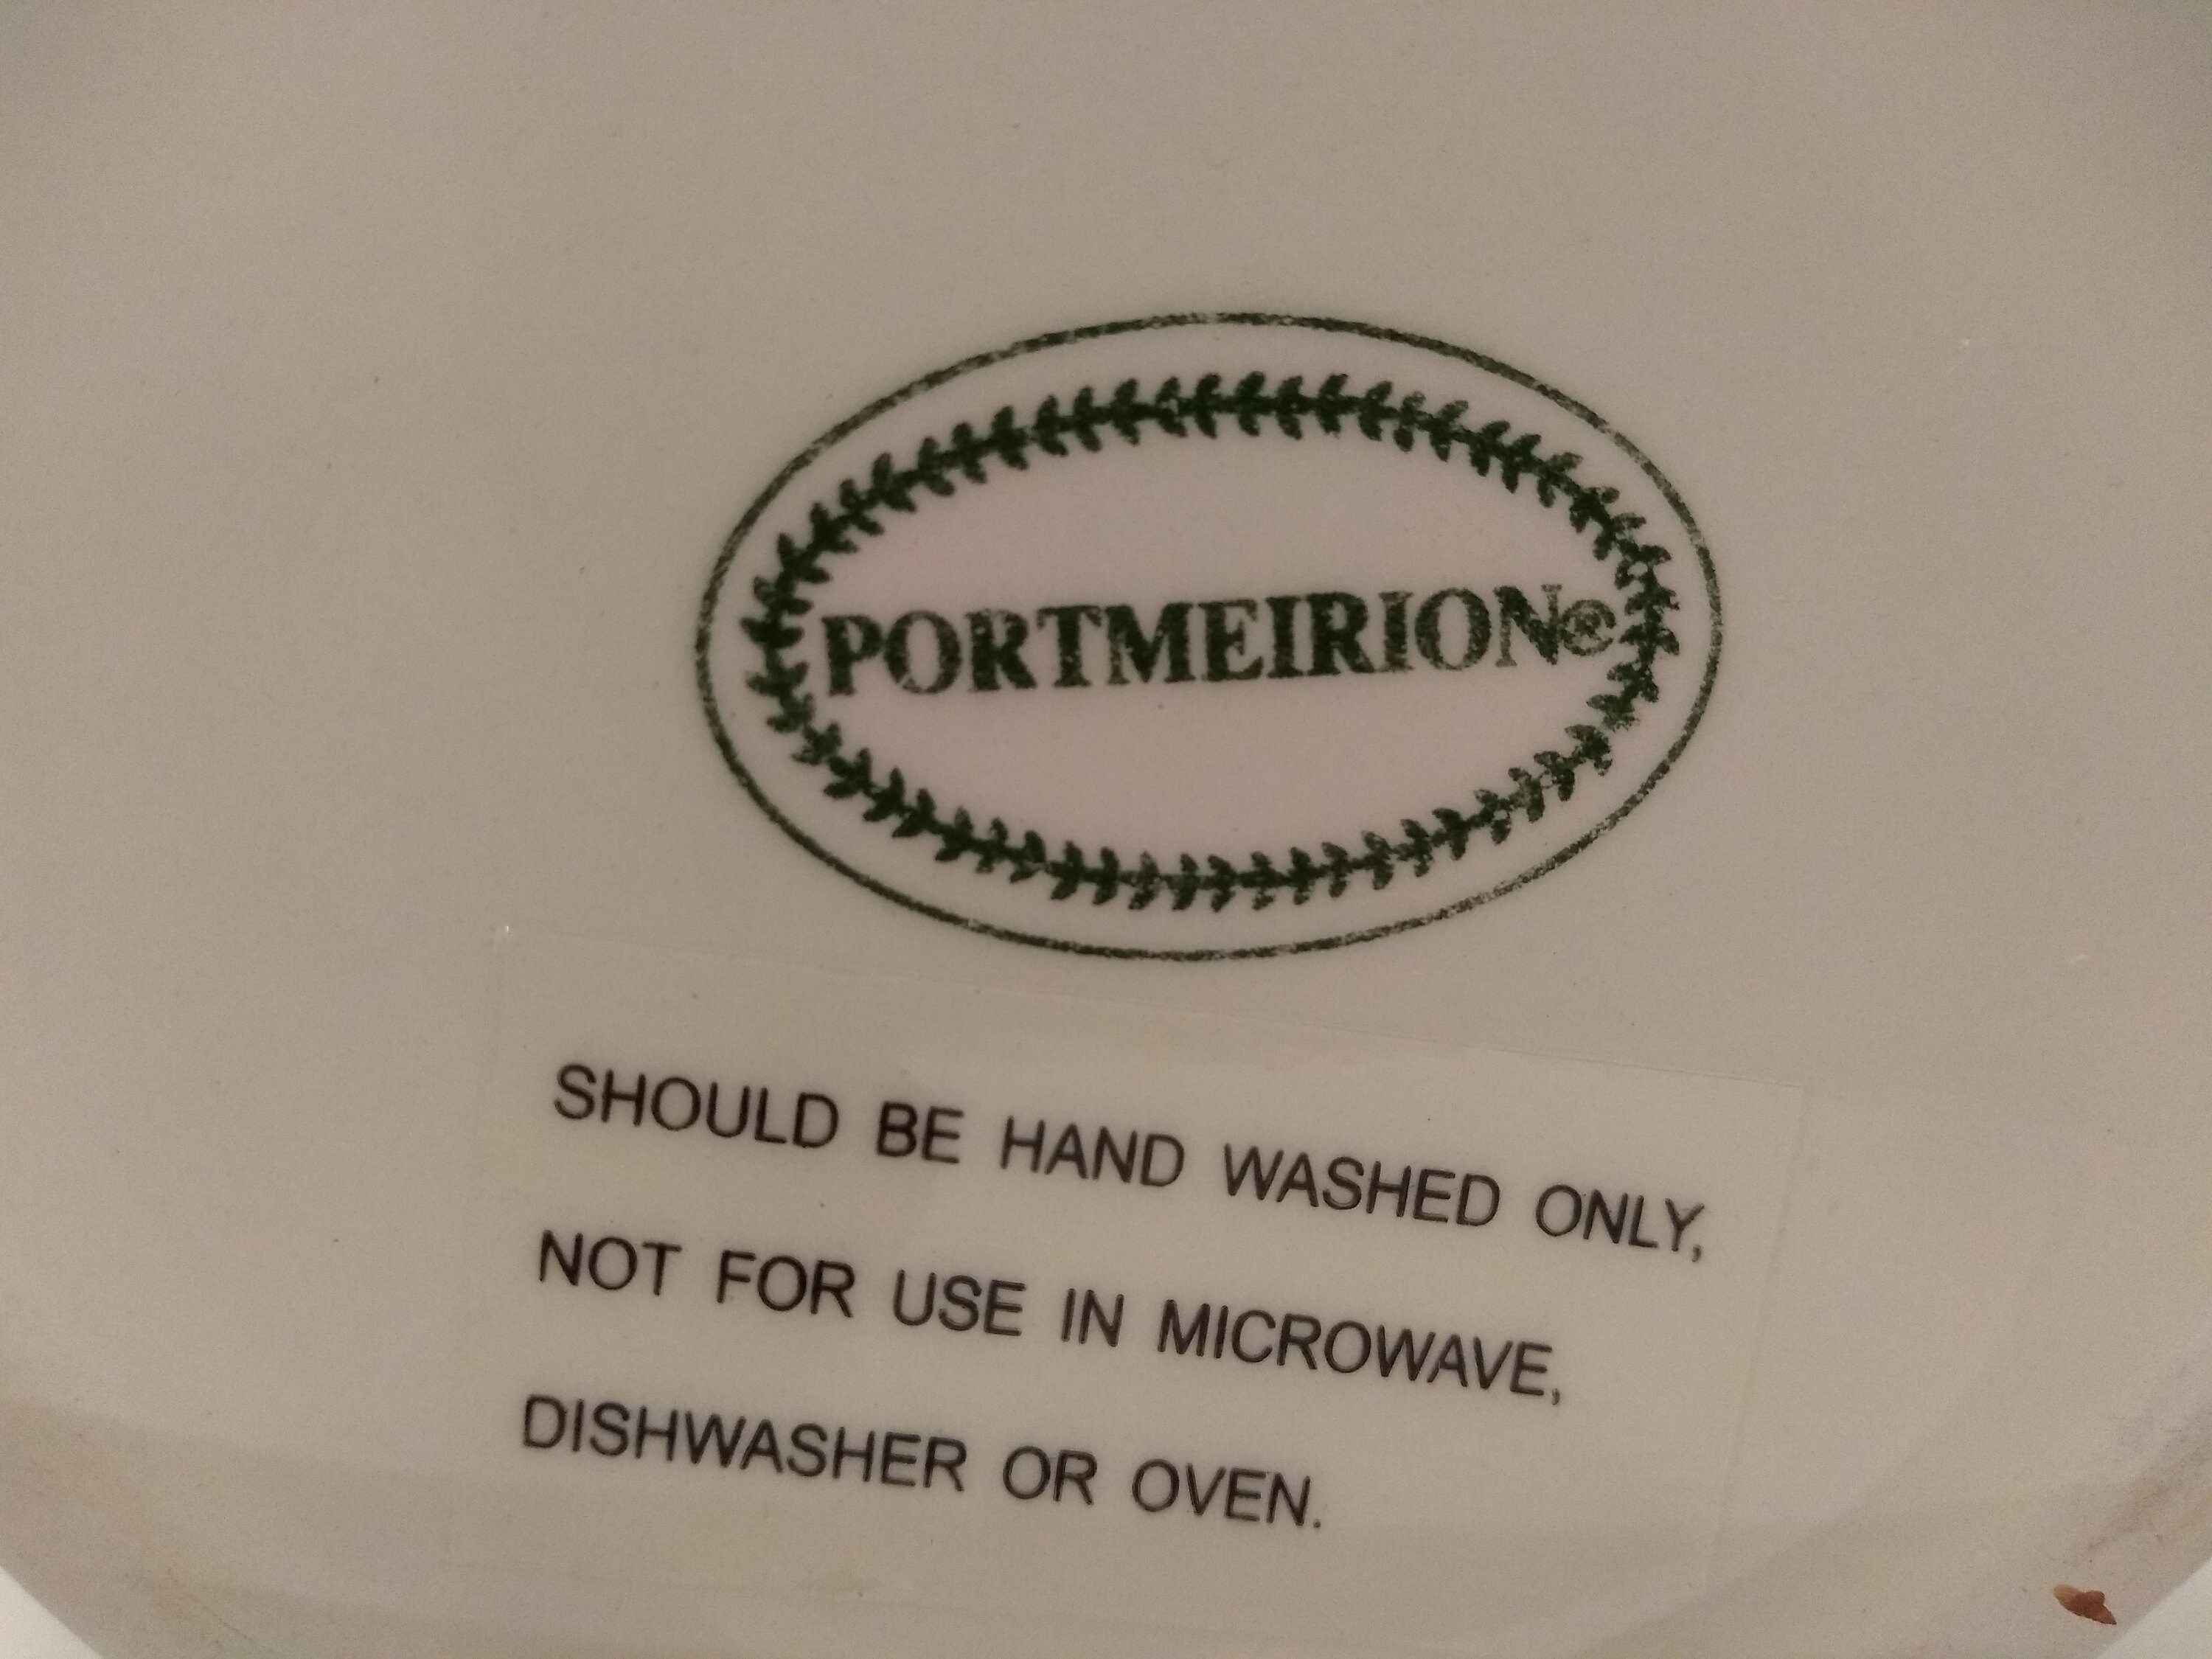 PORTMEIRION®
SHOULD BE HAND WASHED ONLY,
NOT FOR USE IN MICROWAVE,
DISHWASHER OR OVEN.